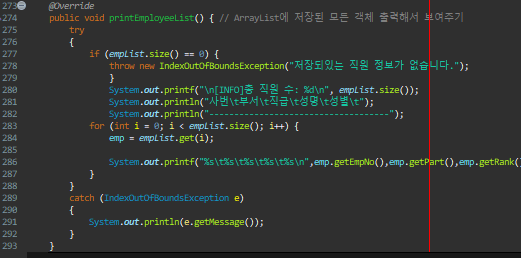 273 @Override
274 public void printEmployeeList() { // ArrayList에 저장된 모든 객체 출력해서 보여주기
275 try
276 {
277 if (empList.size() == 0) {
278 throw new IndexOutOfBoundsException("저장되있는 직원 정보가 없습니다.");
279 }
280 System.out.printf("\n[INFO]총 직원 수: %d\n", empList.size());
281 System.out.println("사번\t부서\t직급\t성명\t성별\t");
282 System.out.println("------------------------------------");
283 for (int i = 0; i < empList.size(); i++) {
284 emp = empList.get(i);
285
286 System.out.printf("%s\t%s\t%s\t%s\t%s\n",emp.getEmpNo(),emp.getPart(),emp.getRank()
287 }
288 }
289 catch (IndexOutOfBoundsException e)
290 {
291 System.out.println(e.getMessage());
292 }
293 }